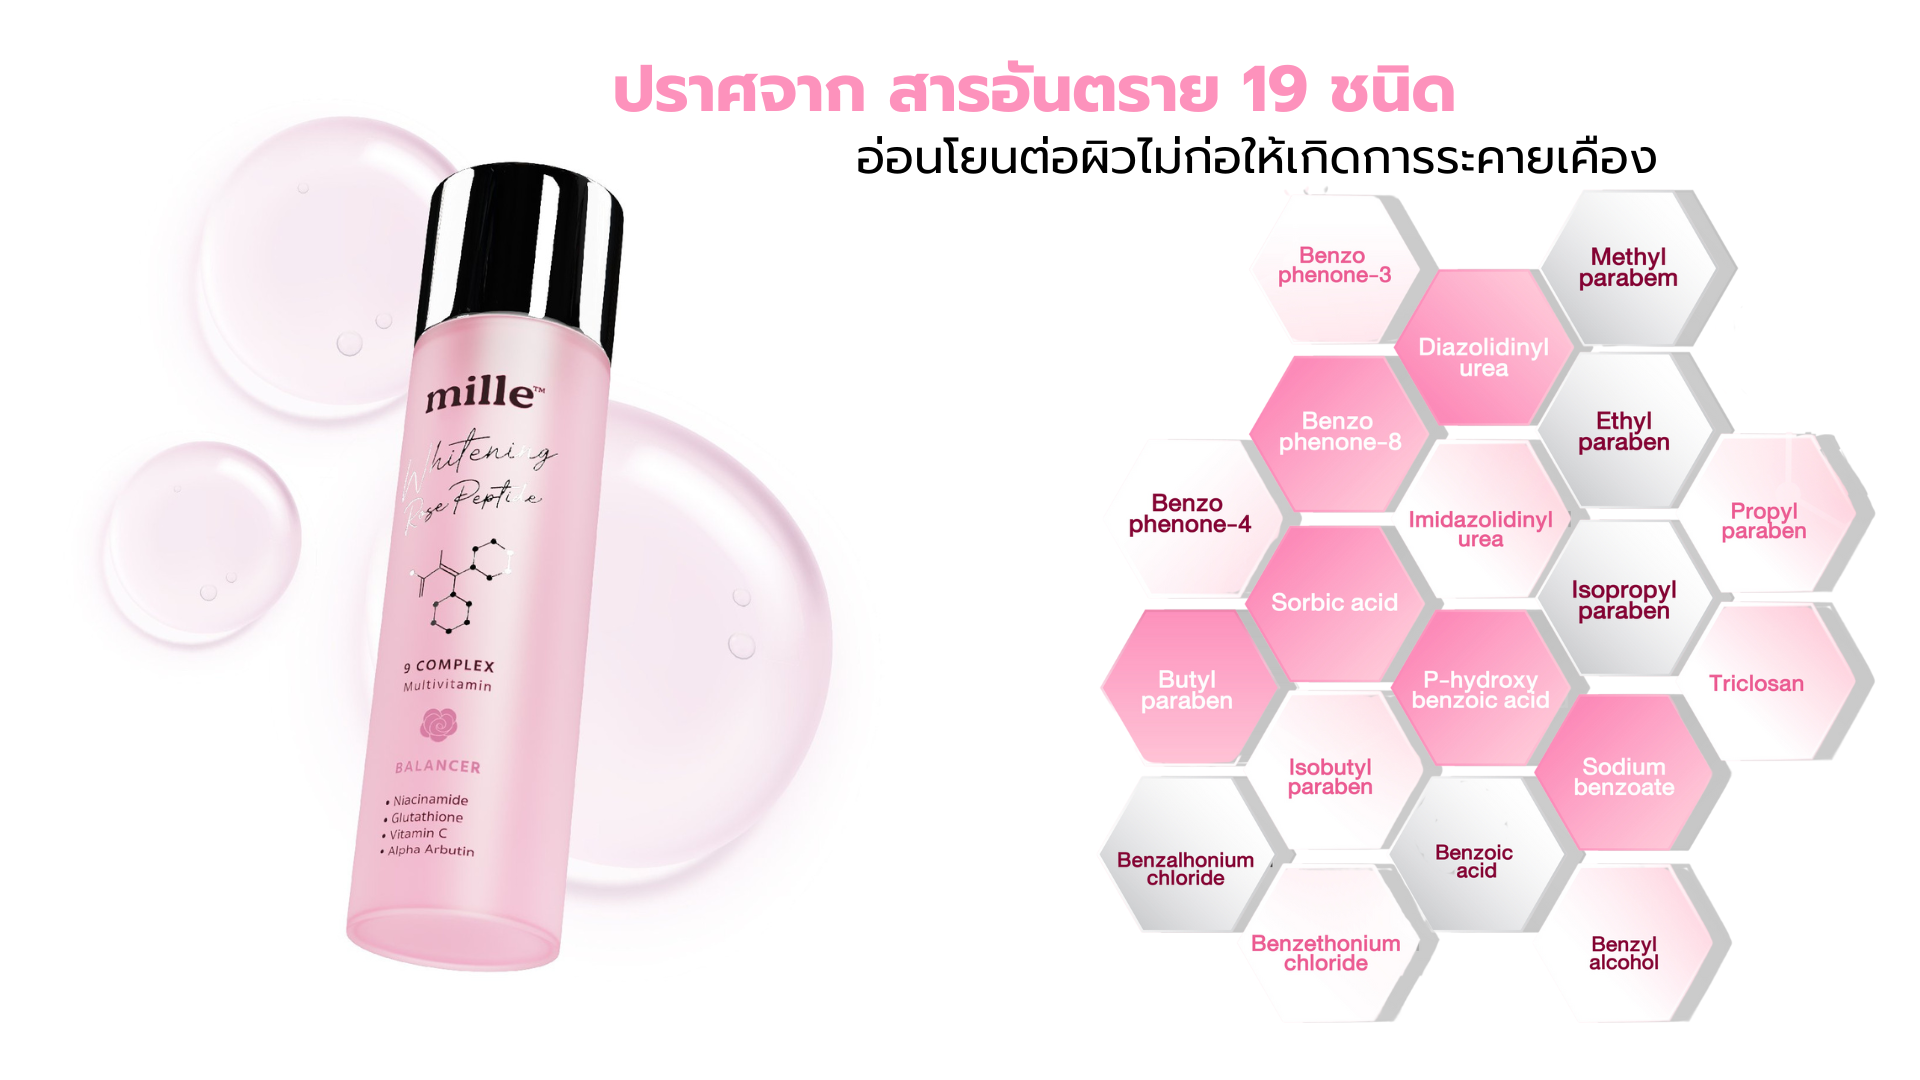 ปราศจาก สารอันตราย 19 ชนิด
อ่อนโยนต่อผิวไม่ก่อให้เกิดการระคายเคือง
mille™
Whitening
Rose Peptide
9 COMPLEX
Multivitamin
BALANCER
• Niacinamide
• Glutathione
• Vitamin C
• Alpha Arbutin
Benzo
phenone-3
Methyl
parabem
Diazolidinyl
urea
Benzo
phenone-8
Ethyl
paraben
Benzo
phenone-4
Imidazolidinyl
urea
Propyl
paraben
Sorbic acid
Isopropyl
paraben
Butyl
paraben
P-hydroxy
benzoic acid
Triclosan
Isobutyl
paraben
Sodium
benzoate
Benzalhonium
chloride
Benzoic
acid
Benzethonium
chloride
Benzyl
alcohol